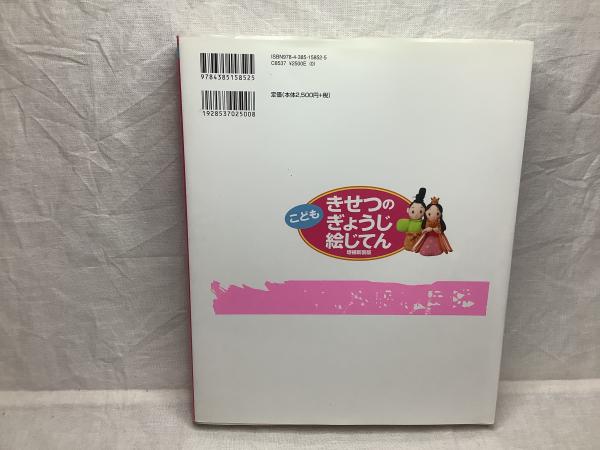 ISBN978-4-385-15852-5
C8537 ¥2500E (0)
9784385158525
定価(本体2,500円+税)
1928537025008
こども
きせつの
ぎょうじ
絵じてん
増補新装版